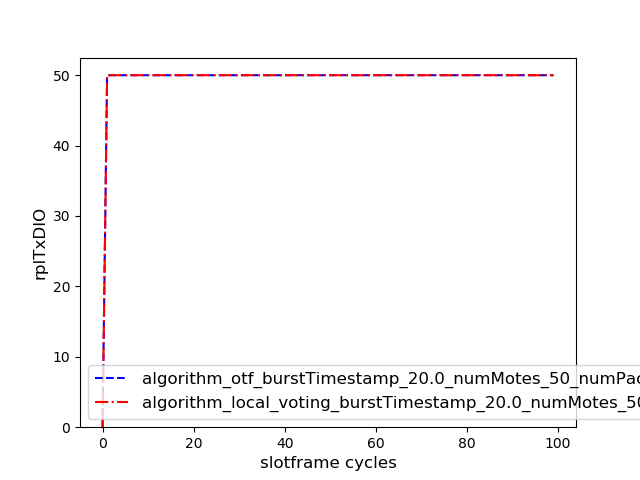 50
40
30
20
10
0
rplTxDIO
algorithm_otf_burstTimestamp_20.0_numMotes_50_numPac
algorithm_local_voting_burstTimestamp_20.0_numMotes_50
0 20 40 60 80 100
slotframe cycles